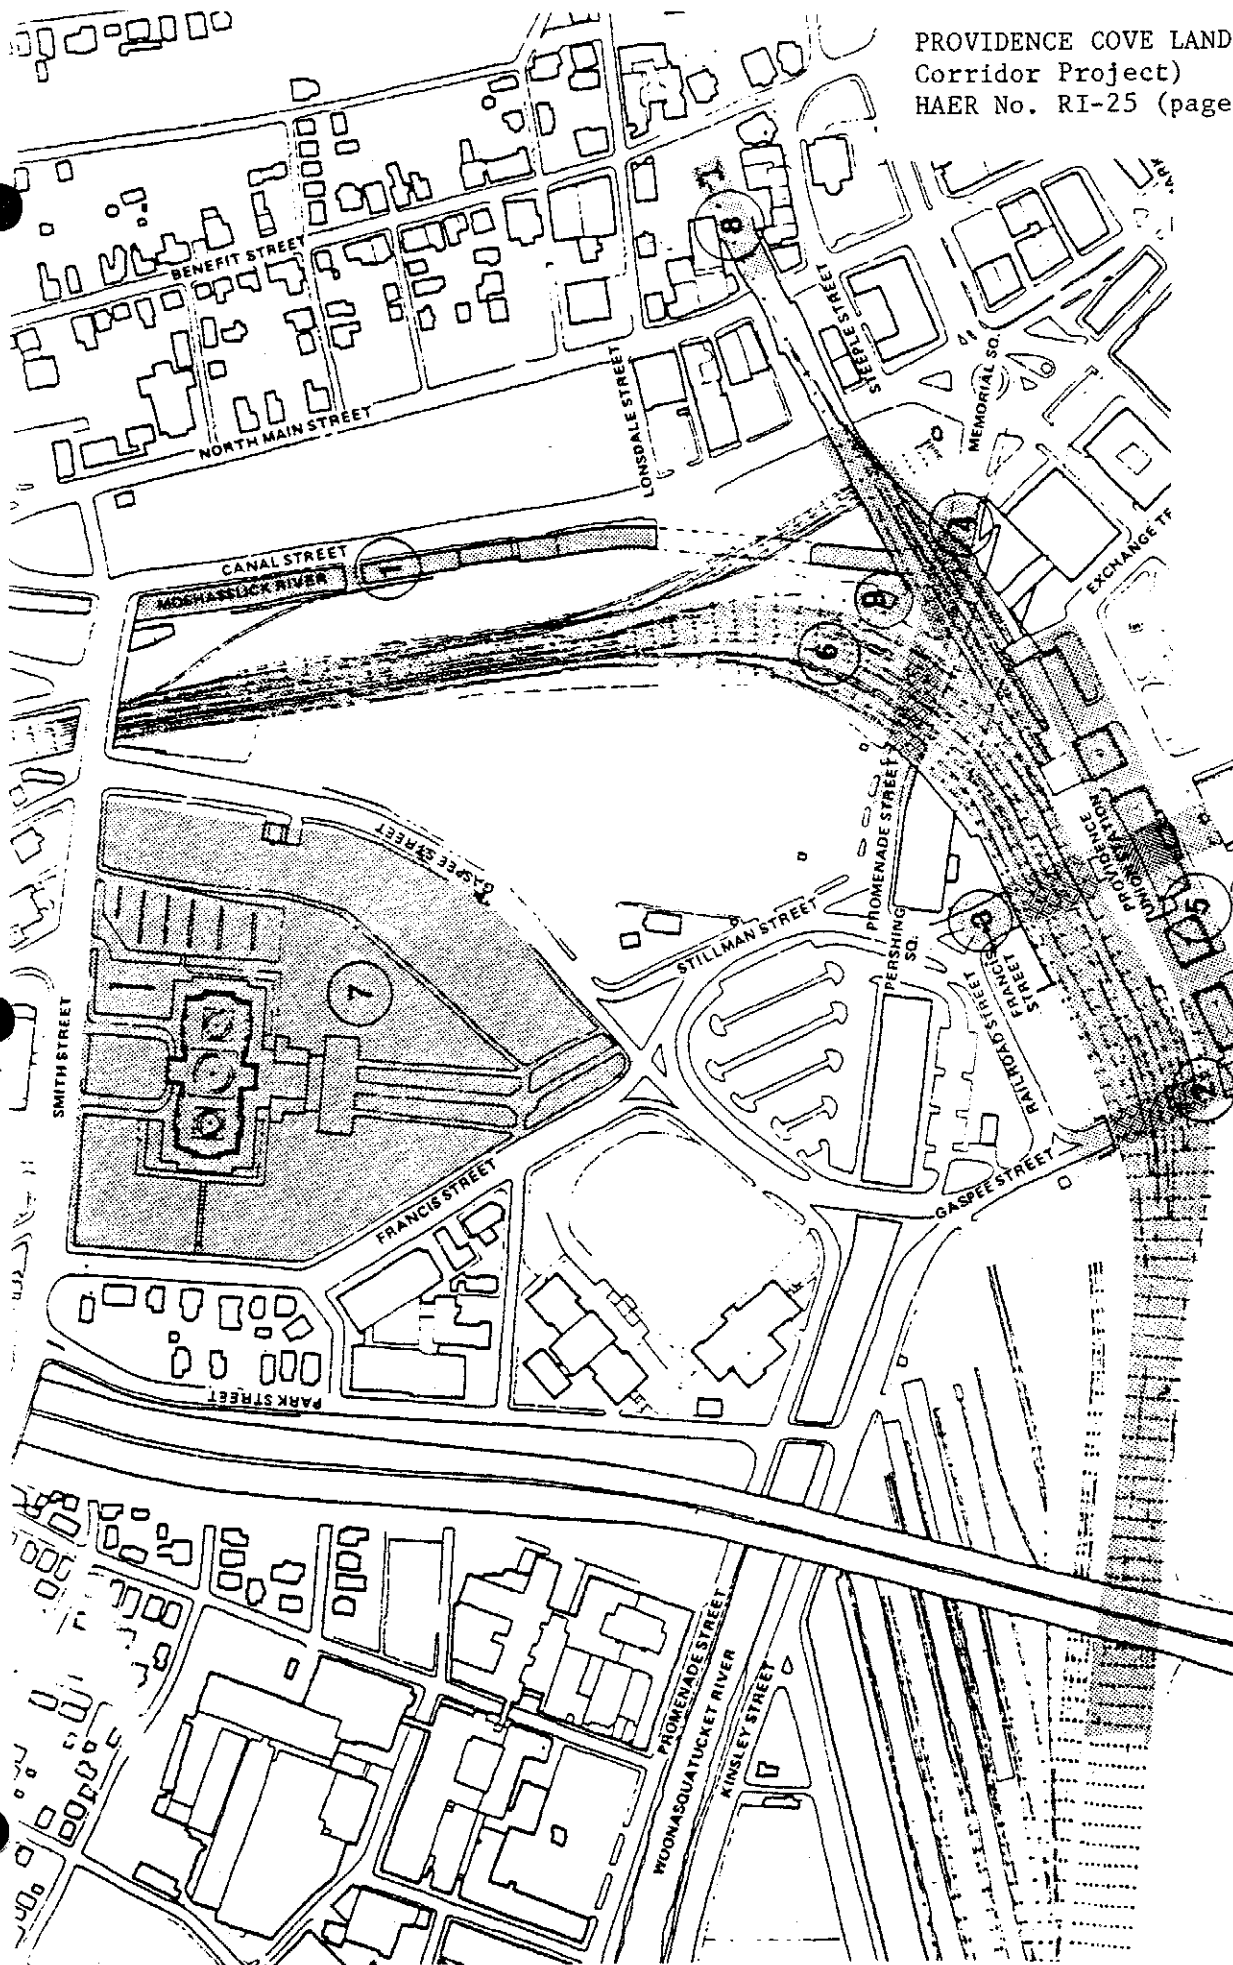 PROVIDENCE COVE LAND
Corridor Project)
HAER No. RI-25 (page
BENEFIT STREET
8
STEEPLE STREET
MEMORIAL SQ.
LONSDALE STREET
NORTH MAIN STREET
CANAL STREET
MOSHASSUCK RIVER
1
4
EXCHANGE TE
6
GASPEE STREET
PROMENADE STREET
PROVIDENCE
UNION STATION
STILLMAN STREET
PERSHING
SQ.
3
5
7
FRANCIS
STREET
RAILROAD STREET
SMITH STREET
2
FRANCIS STREET
GASPEE STREET
PARK STREET
PROMENADE STREET
WOONASQUATUCKET RIVER
KINSLEY STREET